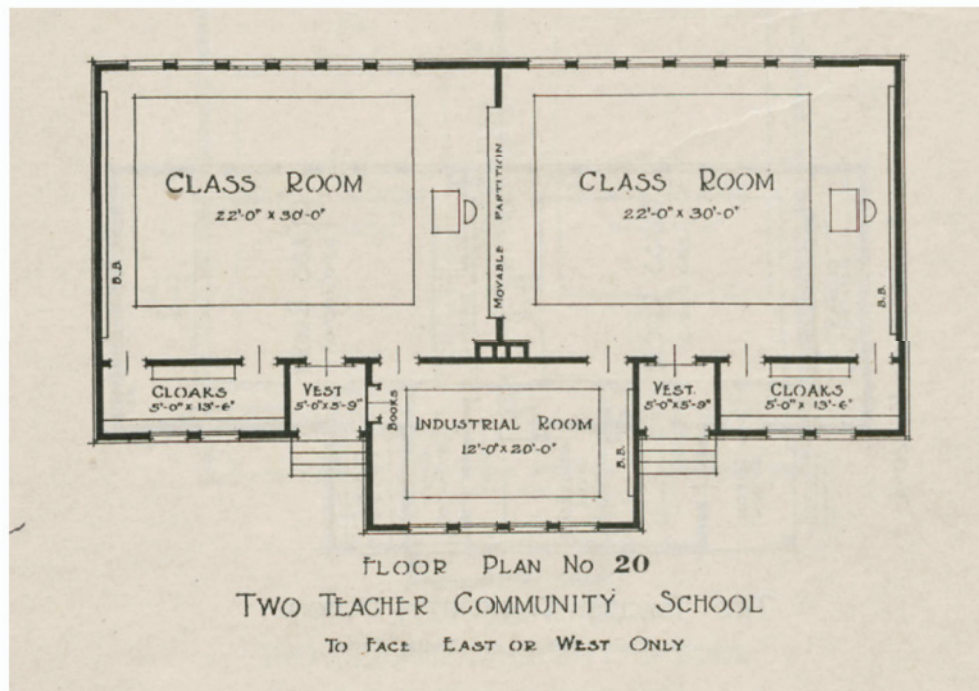 CLASS ROOM
22'-0" X 30'-0"
B.B.
MOVABLE PARTITION
CLASS ROOM
22'-0" X 30'-0"
B.B.
CLOAKS
5'-0" X 13'-6"
VEST
5'-0" X 5'-9"
BOOKS
INDUSTRIAL ROOM
12'-0" X 20'-0"
B.B.
VEST.
5'-0" X 5'-9"
CLOAKS
5'-0" X 13'-6"
FLOOR PLAN NO 20
TWO TEACHER COMMUNITY SCHOOL
TO FACE EAST OR WEST ONLY